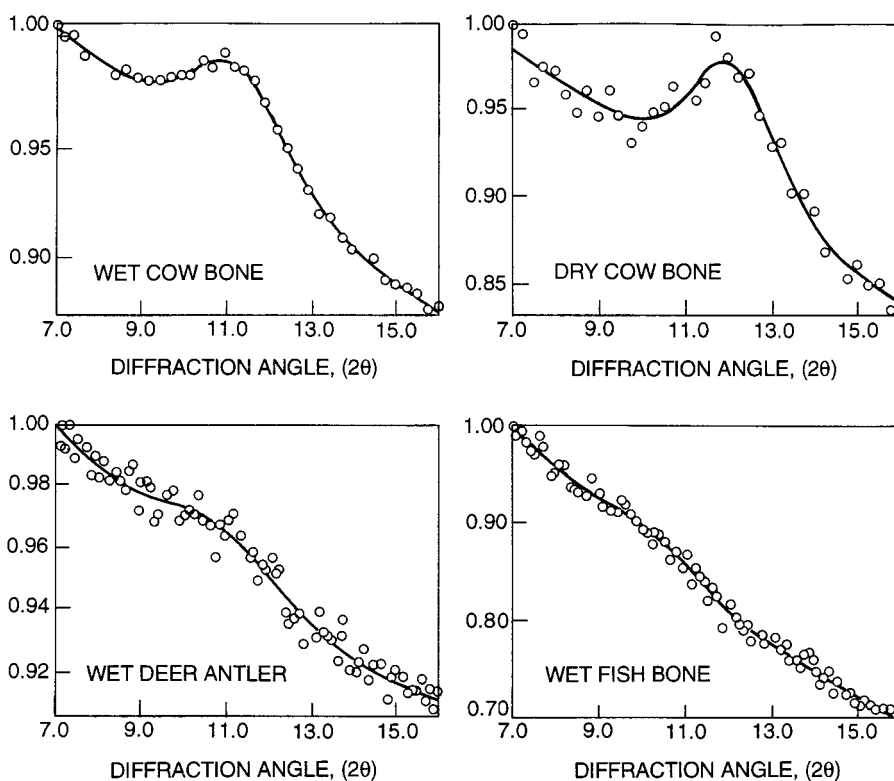 1.00
0.95
0.90
WET COW BONE
7.0 9.0 11.0 13.0 15.0
DIFFRACTION ANGLE, (2θ)
1.00
0.95
0.90
0.85
DRY COW BONE
7.0 9.0 11.0 13.0 15.0
DIFFRACTION ANGLE, (2θ)
1.00
0.98
0.96
0.94
0.92
WET DEER ANTLER
7.0 9.0 11.0 13.0 15.0
DIFFRACTION ANGLE, (2θ)
1.00
0.90
0.80
0.70
WET FISH BONE
7.0 9.0 11.0 13.0 15.0
DIFFRACTION ANGLE, (2θ)